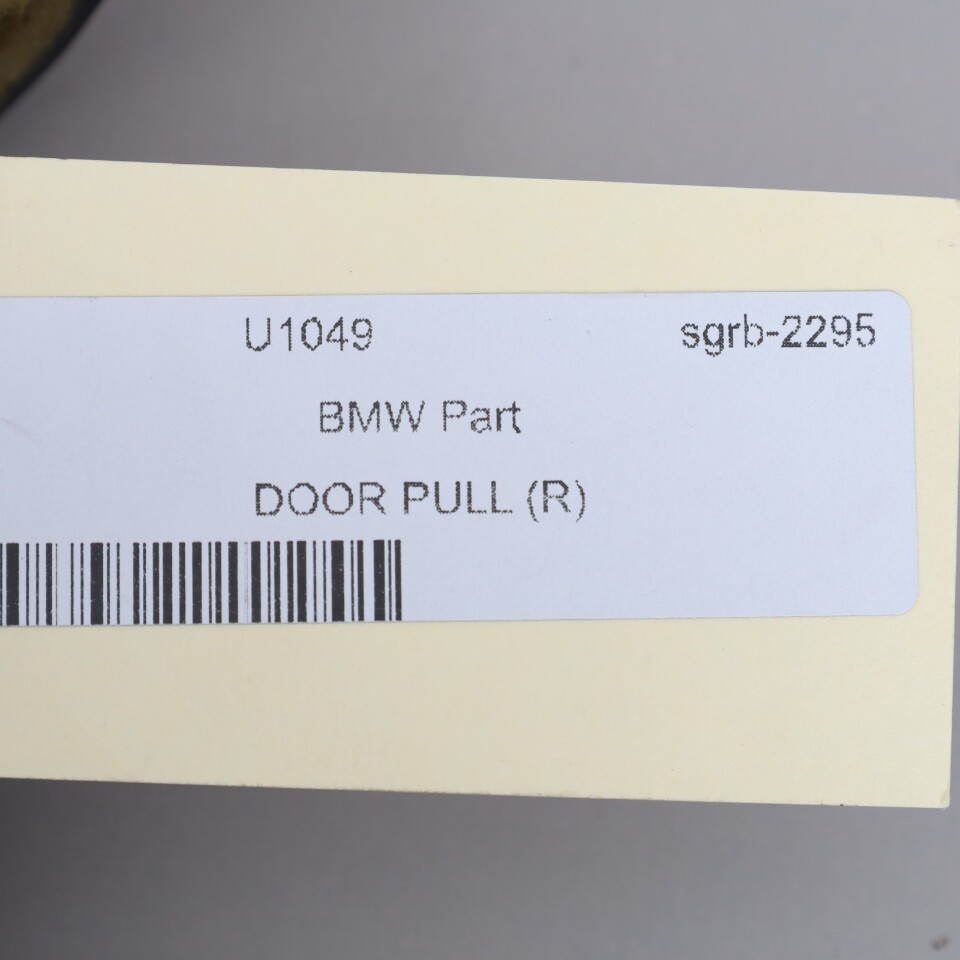 U1049 sgrb-2295
BMW Part
DOOR PULL (R)